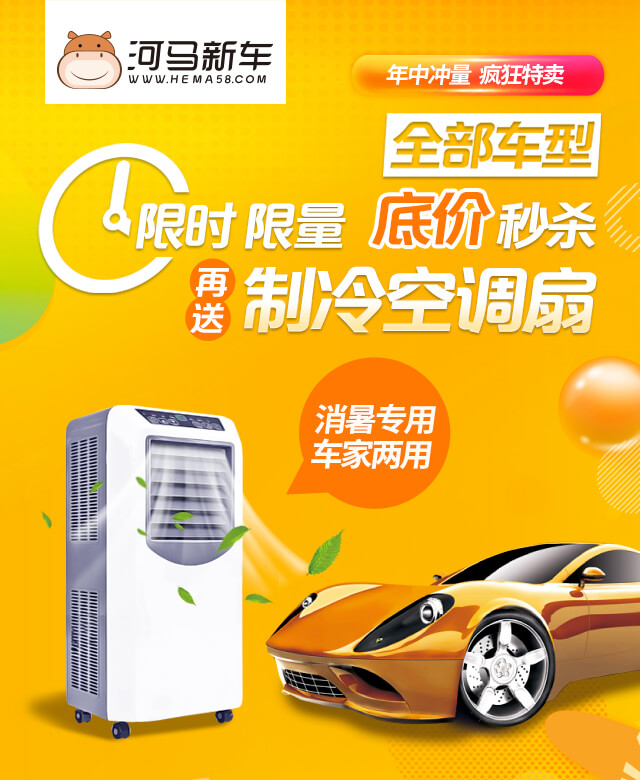 河马新车
WWW.HEMA58.COM
年中冲量 疯狂特卖
全部车型
限时 限量 底价 秒杀
再送 制冷空调扇
消暑专用
车家两用